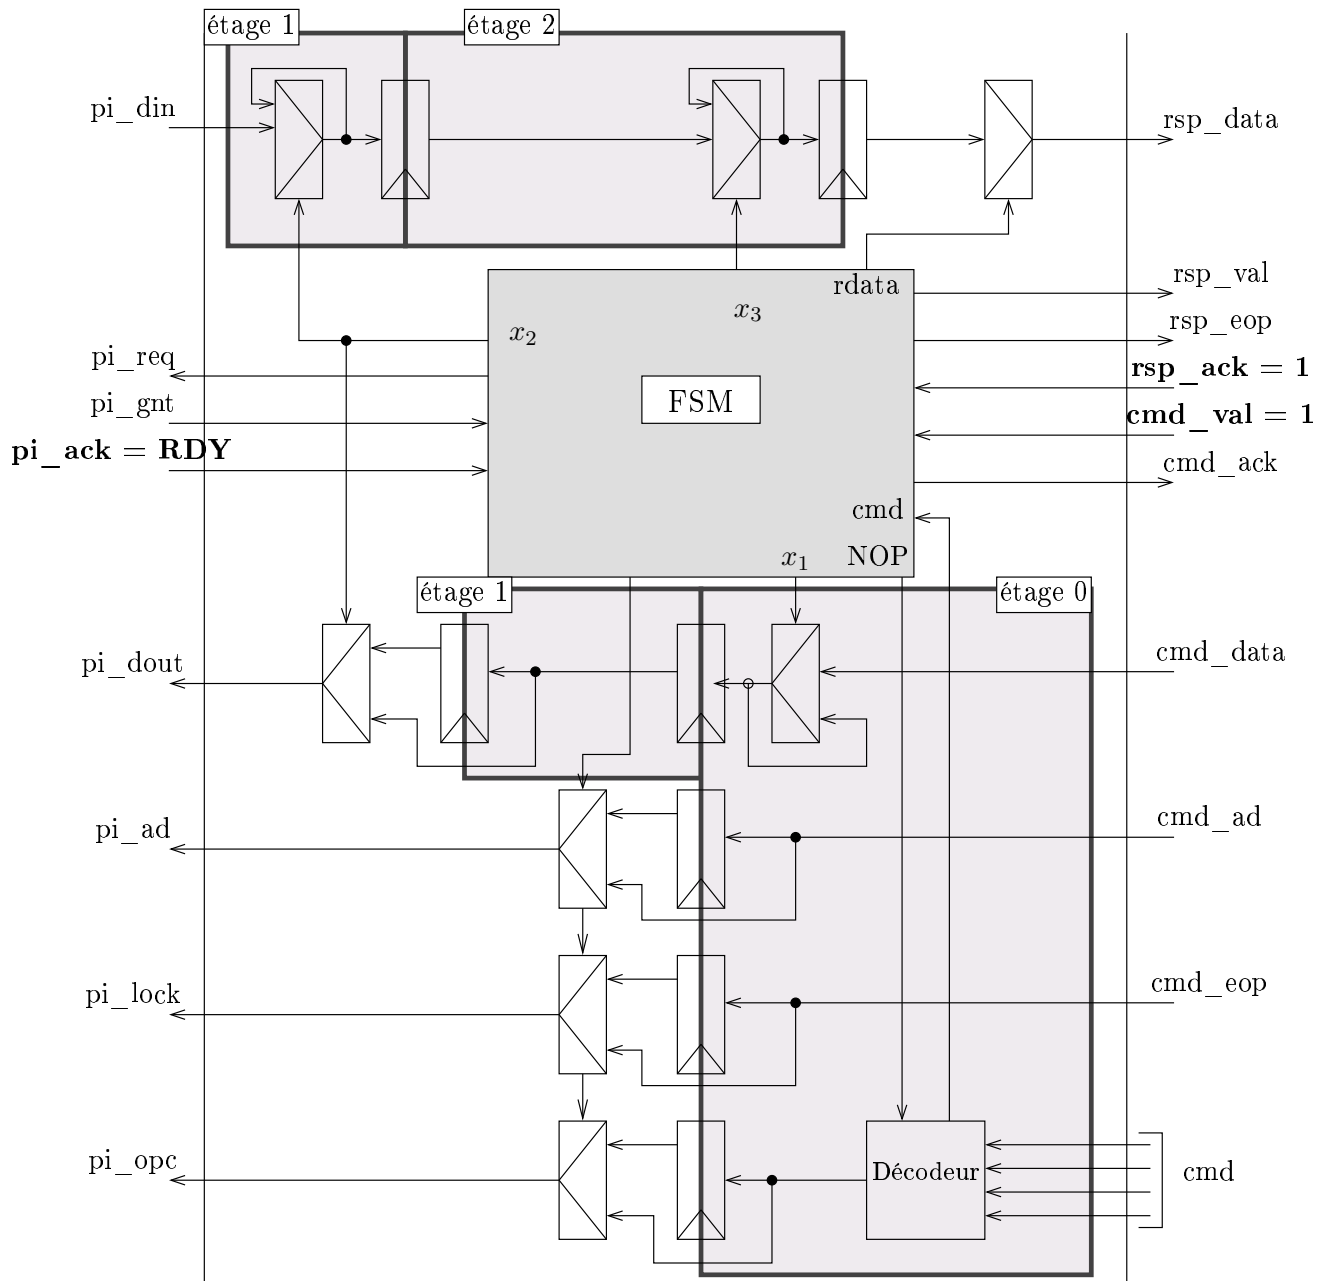 étage 1
étage 2
pi_din
rsp_data
rdata
rsp_val
x3
x2
rsp_eop
pi_req
rsp_ack = 1
FSM
pi_gnt
cmd_val = 1
pi_ack = RDY
cmd_ack
cmd
x1
NOP
étage 1
étage 0
pi_dout
cmd_data
pi_ad
cmd_ad
pi_lock
cmd_eop
pi_opc
Décodeur
cmd